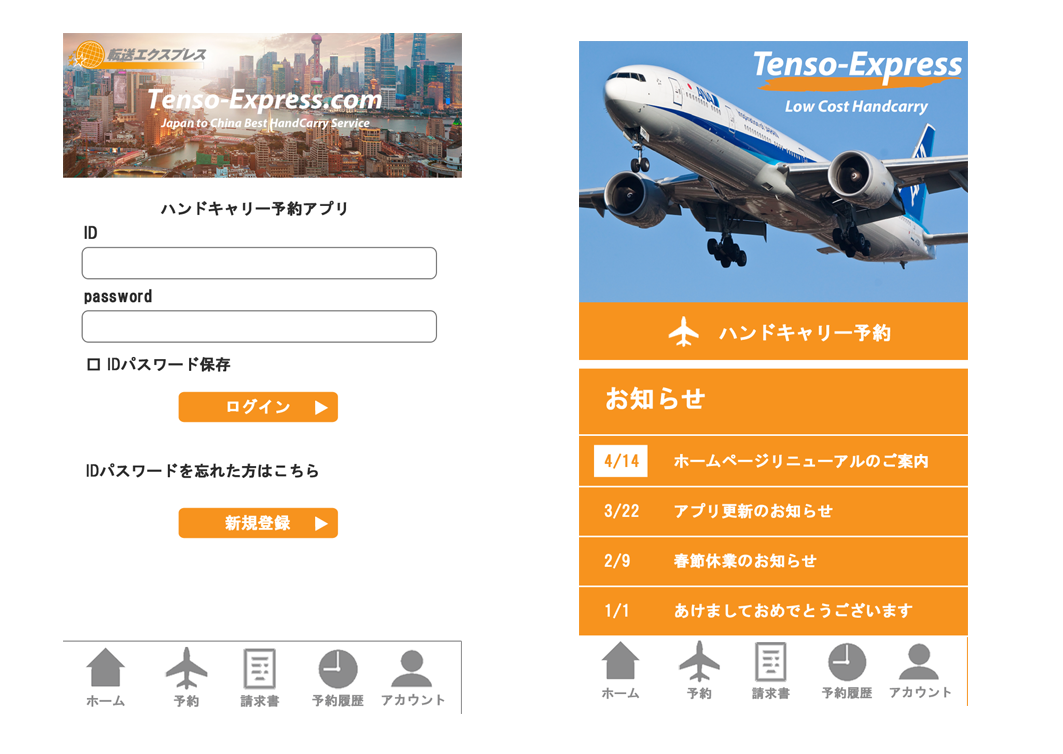 転送エクスプレス
Tenso-Express.com
Japan to China Best HandCarry Service
ハンドキャリー予約アプリ
ID
password
IDパスワード保存
ログイン
IDパスワードを忘れた方はこちら
新規登録
ホーム
予約
請求書
予約履歴
アカウント
Tenso-Express
Low Cost Handcarry
ANA
ハンドキャリー予約
お知らせ
4/14 ホームページリニューアルのご案内
3/22 アプリ更新のお知らせ
2/9 春節休業のお知らせ
1/1 あけましておめでとうございます
ホーム
予約
請求書
予約履歴
アカウント